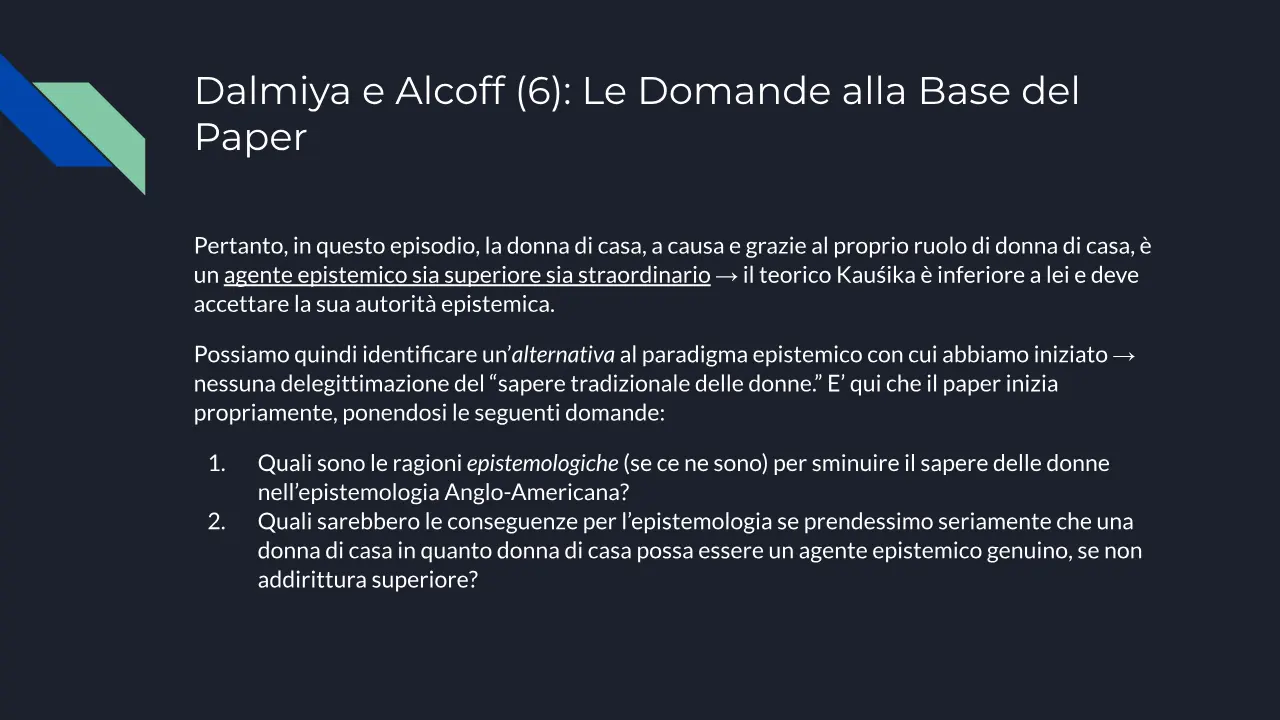 Dalmiya e Alcoff (6): Le Domande alla Base del
Paper
Pertanto, in questo episodio, la donna di casa, a causa e grazie al proprio ruolo di donna di casa, è
un agente epistemico sia superiore sia straordinario → il teorico Kauśika è inferiore a lei e deve
accettare la sua autorità epistemica.
Possiamo quindi identificare un’alternativa al paradigma epistemico con cui abbiamo iniziato →
nessuna delegittimazione del “sapere tradizionale delle donne.” E’ qui che il paper inizia
propriamente, ponendosi le seguenti domande:
1. Quali sono le ragioni epistemologiche (se ce ne sono) per sminuire il sapere delle donne
nell’epistemologia Anglo-Americana?
2. Quali sarebbero le conseguenze per l’epistemologia se prendessimo seriamente che una
donna di casa in quanto donna di casa possa essere un agente epistemico genuino, se non
addirittura superiore?